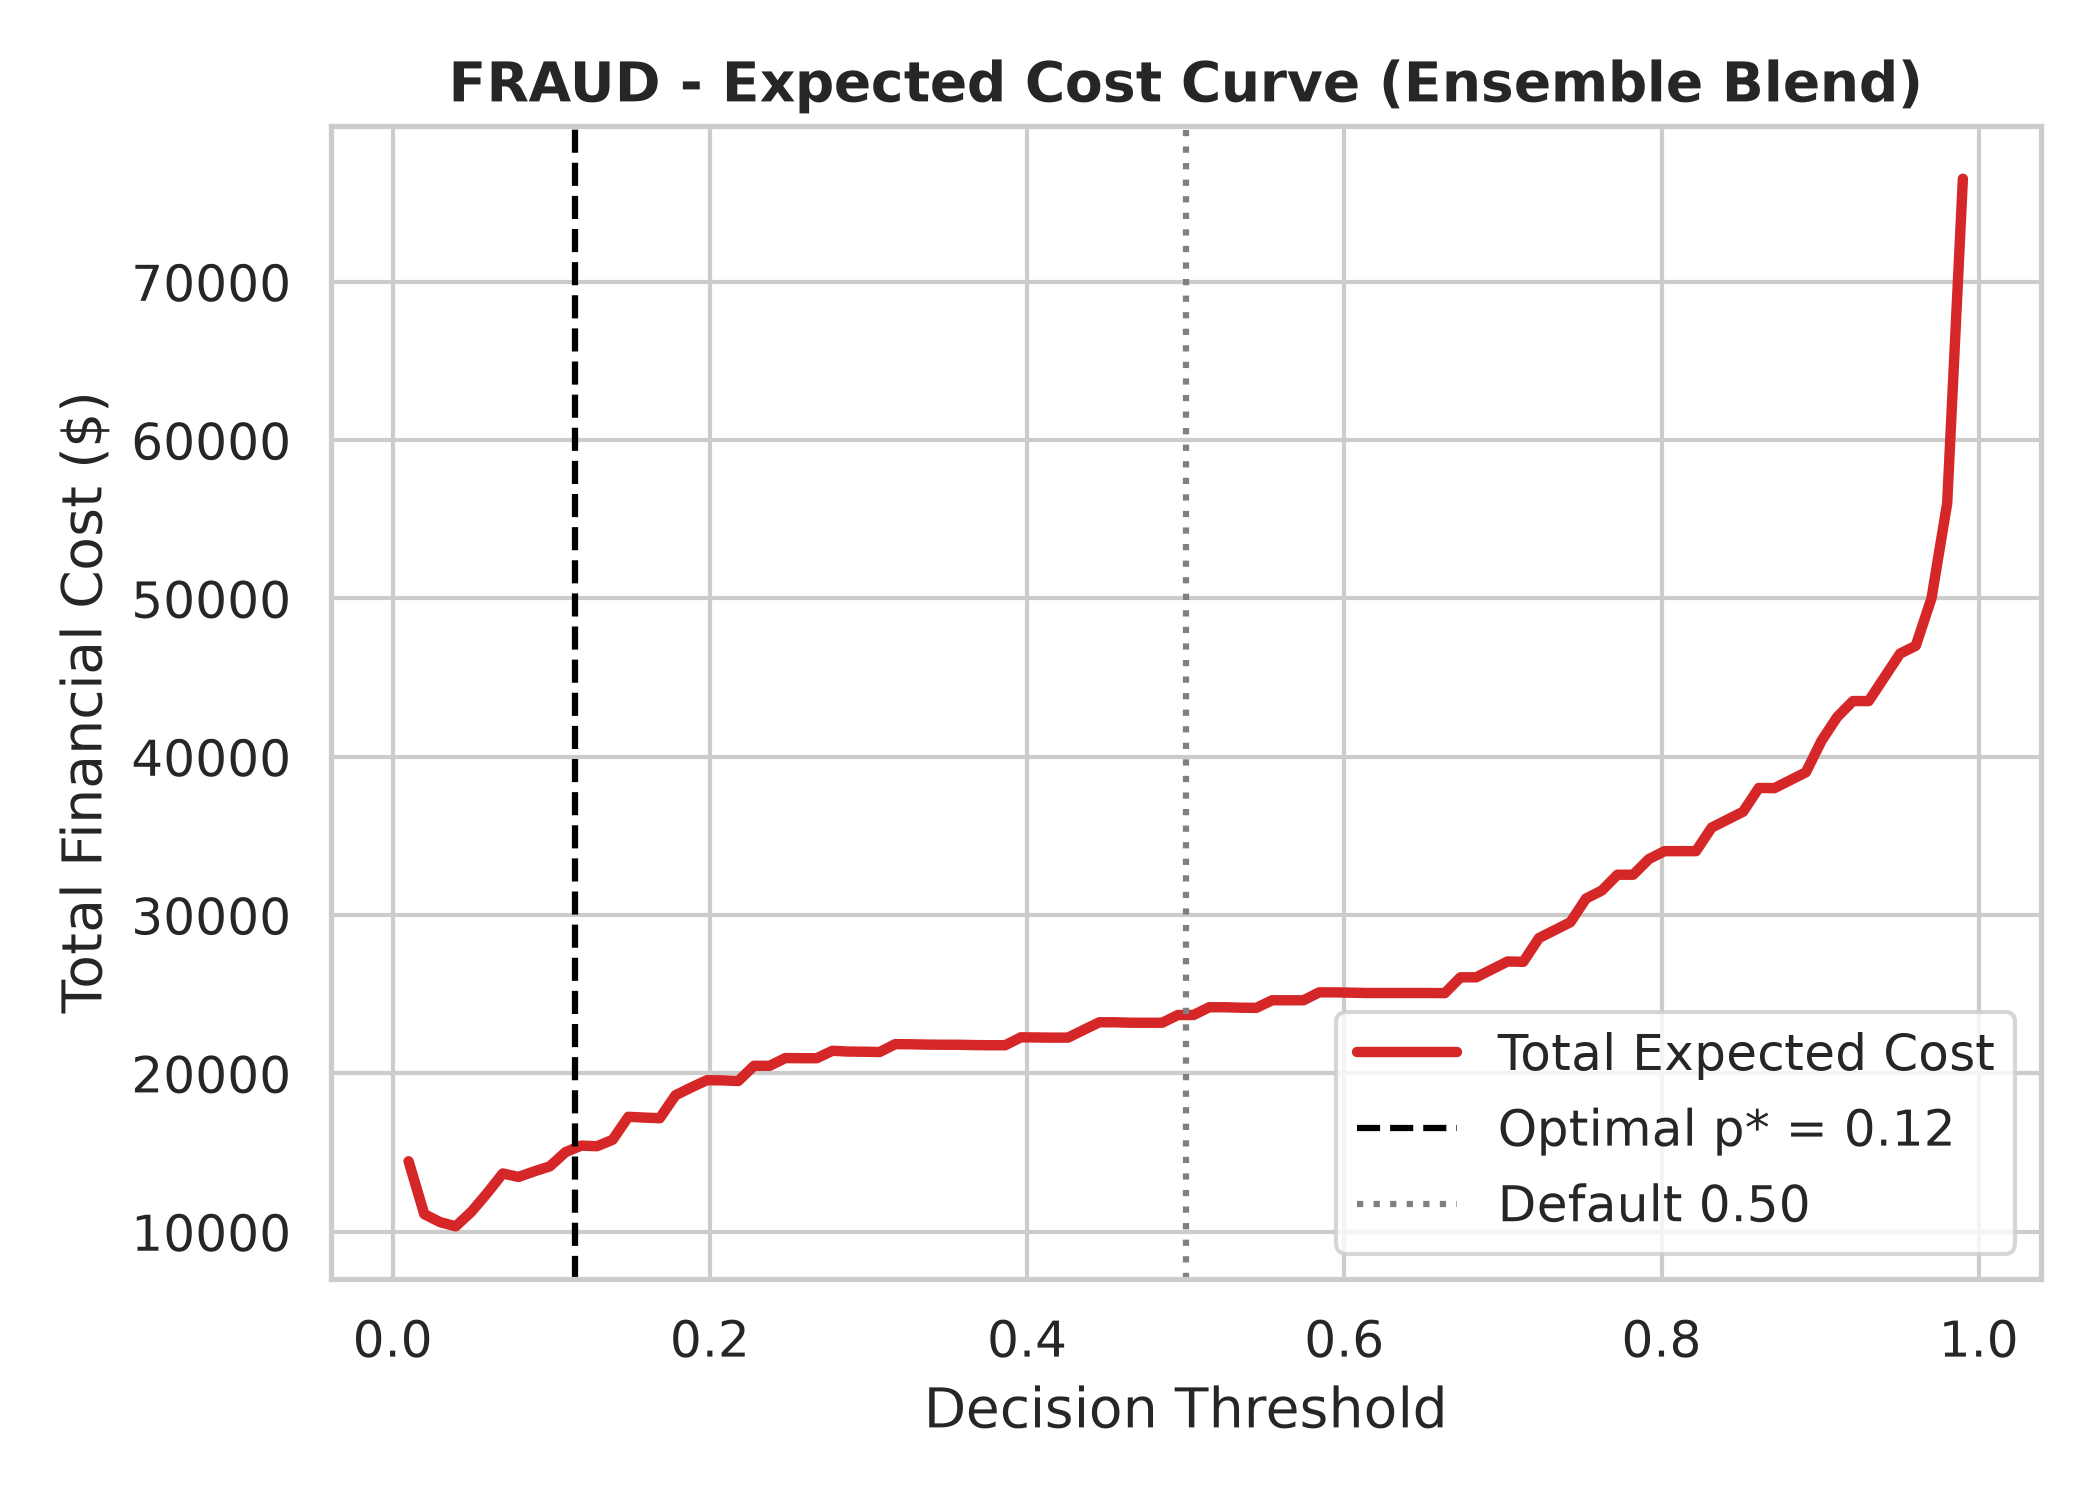 FRAUD - Expected Cost Curve (Ensemble Blend)
Total Financial Cost ($)
70000
60000
50000
40000
30000
20000
10000
Total Expected Cost
Optimal p* = 0.12
Default 0.50
0.0 0.2 0.4 0.6 0.8 1.0
Decision Threshold